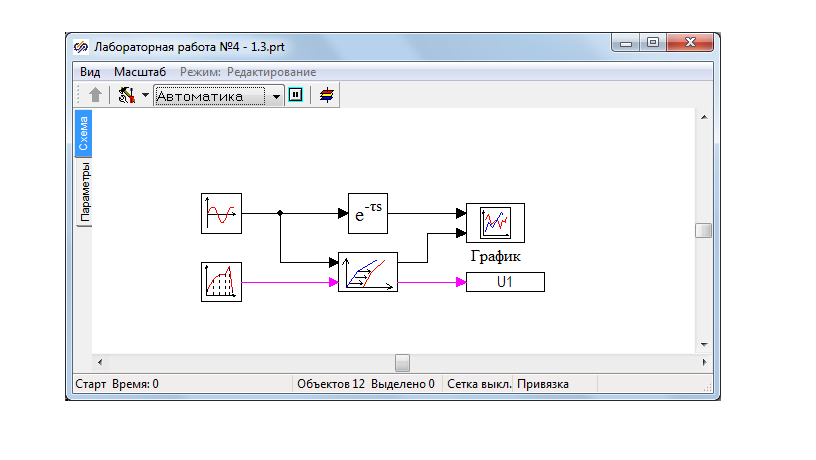 Лабораторная работа №4 - 1.3.prt
Вид Масштаб Режим: Редактирование
Автоматика
Схема
Параметры
e-τs
График
U1
Старт Время: 0 Объектов 12 Выделено 0 Сетка выкл. Привязка